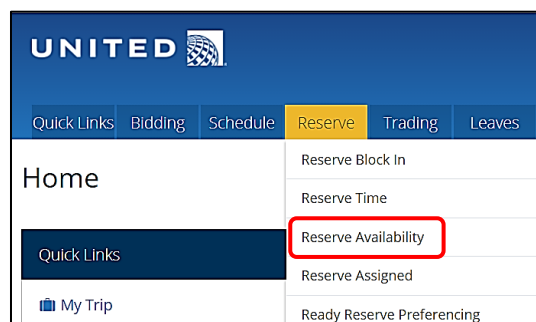 UNITED
Quick Links Bidding Schedule Reserve Trading Leaves
Home
Reserve Block In
Reserve Time
Reserve Availability
Quick Links
Reserve Assigned
My Trip
Ready Reserve Preferencing